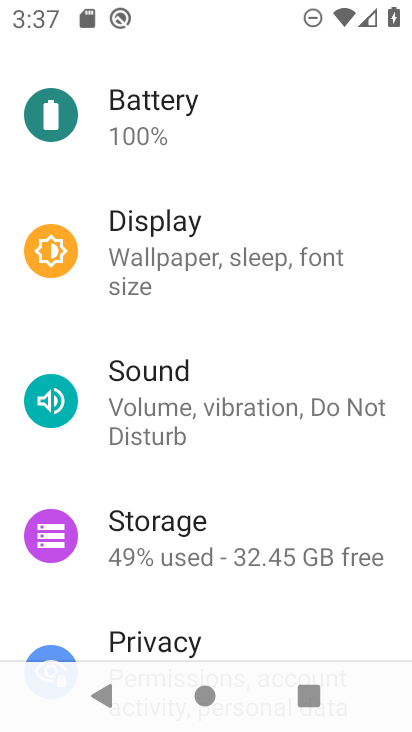 3:37
Battery
100%
Display
Wallpaper, sleep, font
size
Sound
Volume, vibration, Do Not
Disturb
Storage
49% used - 32.45 GB free
Privacy
Permissions, account
activity, personal data